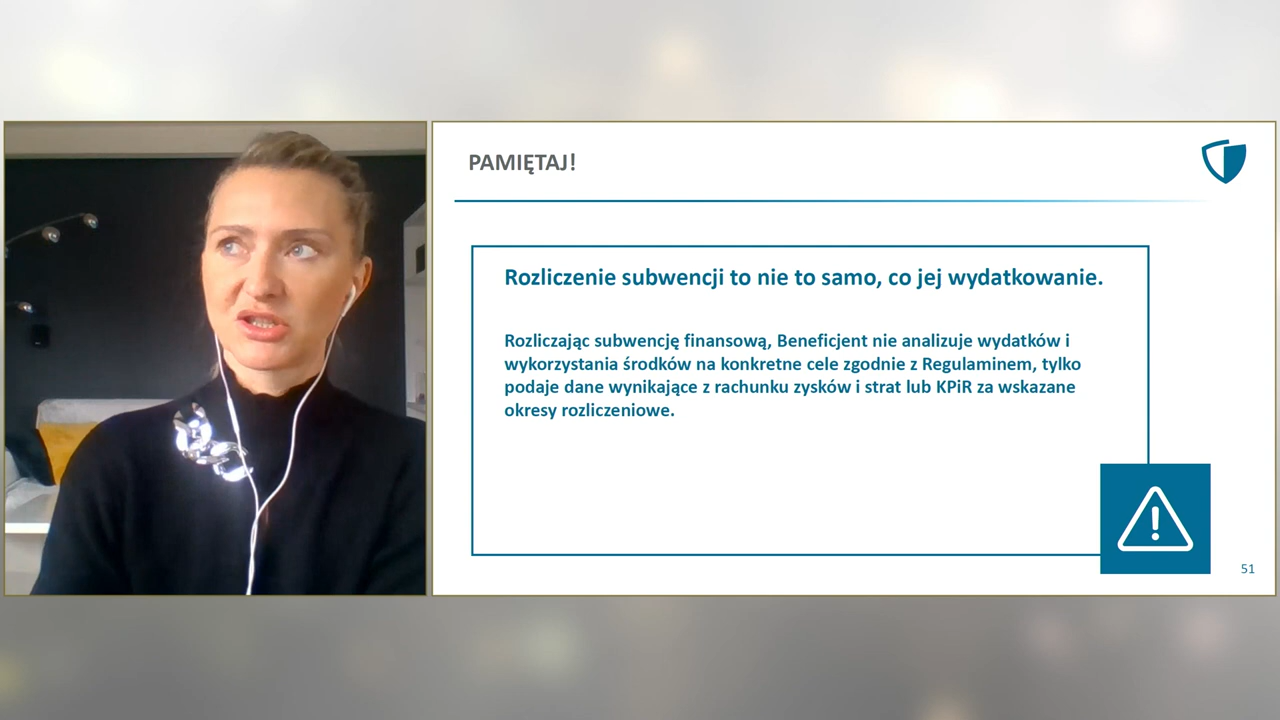 PAMIĘTAJ!
Rozliczenie subwencji to nie to samo, co jej wydatkowanie.
Rozliczając subwencję finansową, Beneficjent nie analizuje wydatków i
wykorzystania środków na konkretne cele zgodnie z Regulaminem, tylko
podaje dane wynikające z rachunku zysków i strat lub KPiR za wskazane
okresy rozliczeniowe.
51